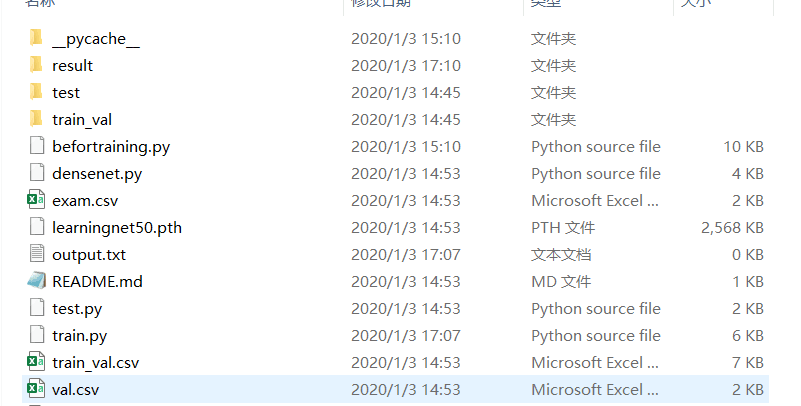 名称 修改日期 类型 大小
__pycache__ 2020/1/3 15:10 文件夹
result 2020/1/3 17:10 文件夹
test 2020/1/3 14:45 文件夹
train_val 2020/1/3 14:45 文件夹
befortraining.py 2020/1/3 15:10 Python source file 10 KB
densenet.py 2020/1/3 14:53 Python source file 4 KB
exam.csv 2020/1/3 14:53 Microsoft Excel ... 2 KB
learningnet50.pth 2020/1/3 14:53 PTH 文件 2,568 KB
output.txt 2020/1/3 17:07 文本文档 0 KB
README.md 2020/1/3 14:53 MD 文件 1 KB
test.py 2020/1/3 14:53 Python source file 2 KB
train.py 2020/1/3 17:07 Python source file 6 KB
train_val.csv 2020/1/3 14:53 Microsoft Excel ... 7 KB
val.csv 2020/1/3 14:53 Microsoft Excel ... 2 KB